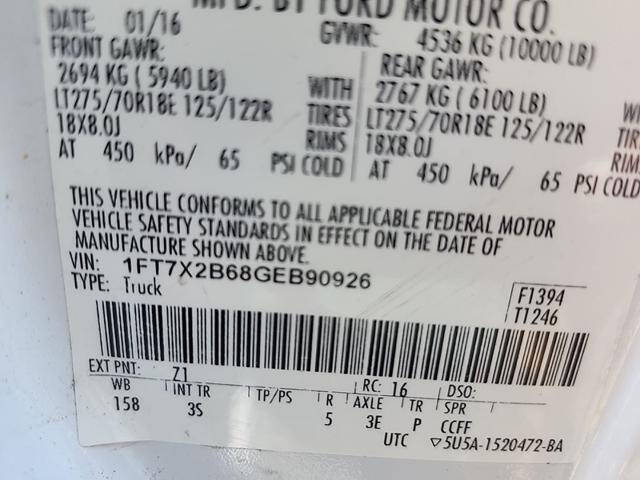 MFD. BY FORD MOTOR CO.
DATE: 01/16 GVWR: 4536 KG (10000 LB)
FRONT GAWR: REAR GAWR:
2694 KG ( 5940 LB) WITH 2767 KG ( 6100 LB)
LT275/70R18E 125/122R TIRES LT275/70R18E 125/122R
18X8.0J RIMS 18X8.0J
AT 450 kPa/ 65 PSI COLD AT 450 kPa/ 65 PSI COLD
THIS VEHICLE CONFORMS TO ALL APPLICABLE FEDERAL MOTOR
VEHICLE SAFETY STANDARDS IN EFFECT ON THE DATE OF
MANUFACTURE SHOWN ABOVE.
VIN: 1FT7X2B68GEB90926
TYPE: Truck
F1394
T1246
EXT PNT: Z1 RC: 16 DSO:
WB INT TR TP/PS R AXLE TR SPR
158 3S 5 3E P CCFF
UTC ▽5U5A-1520472-BA